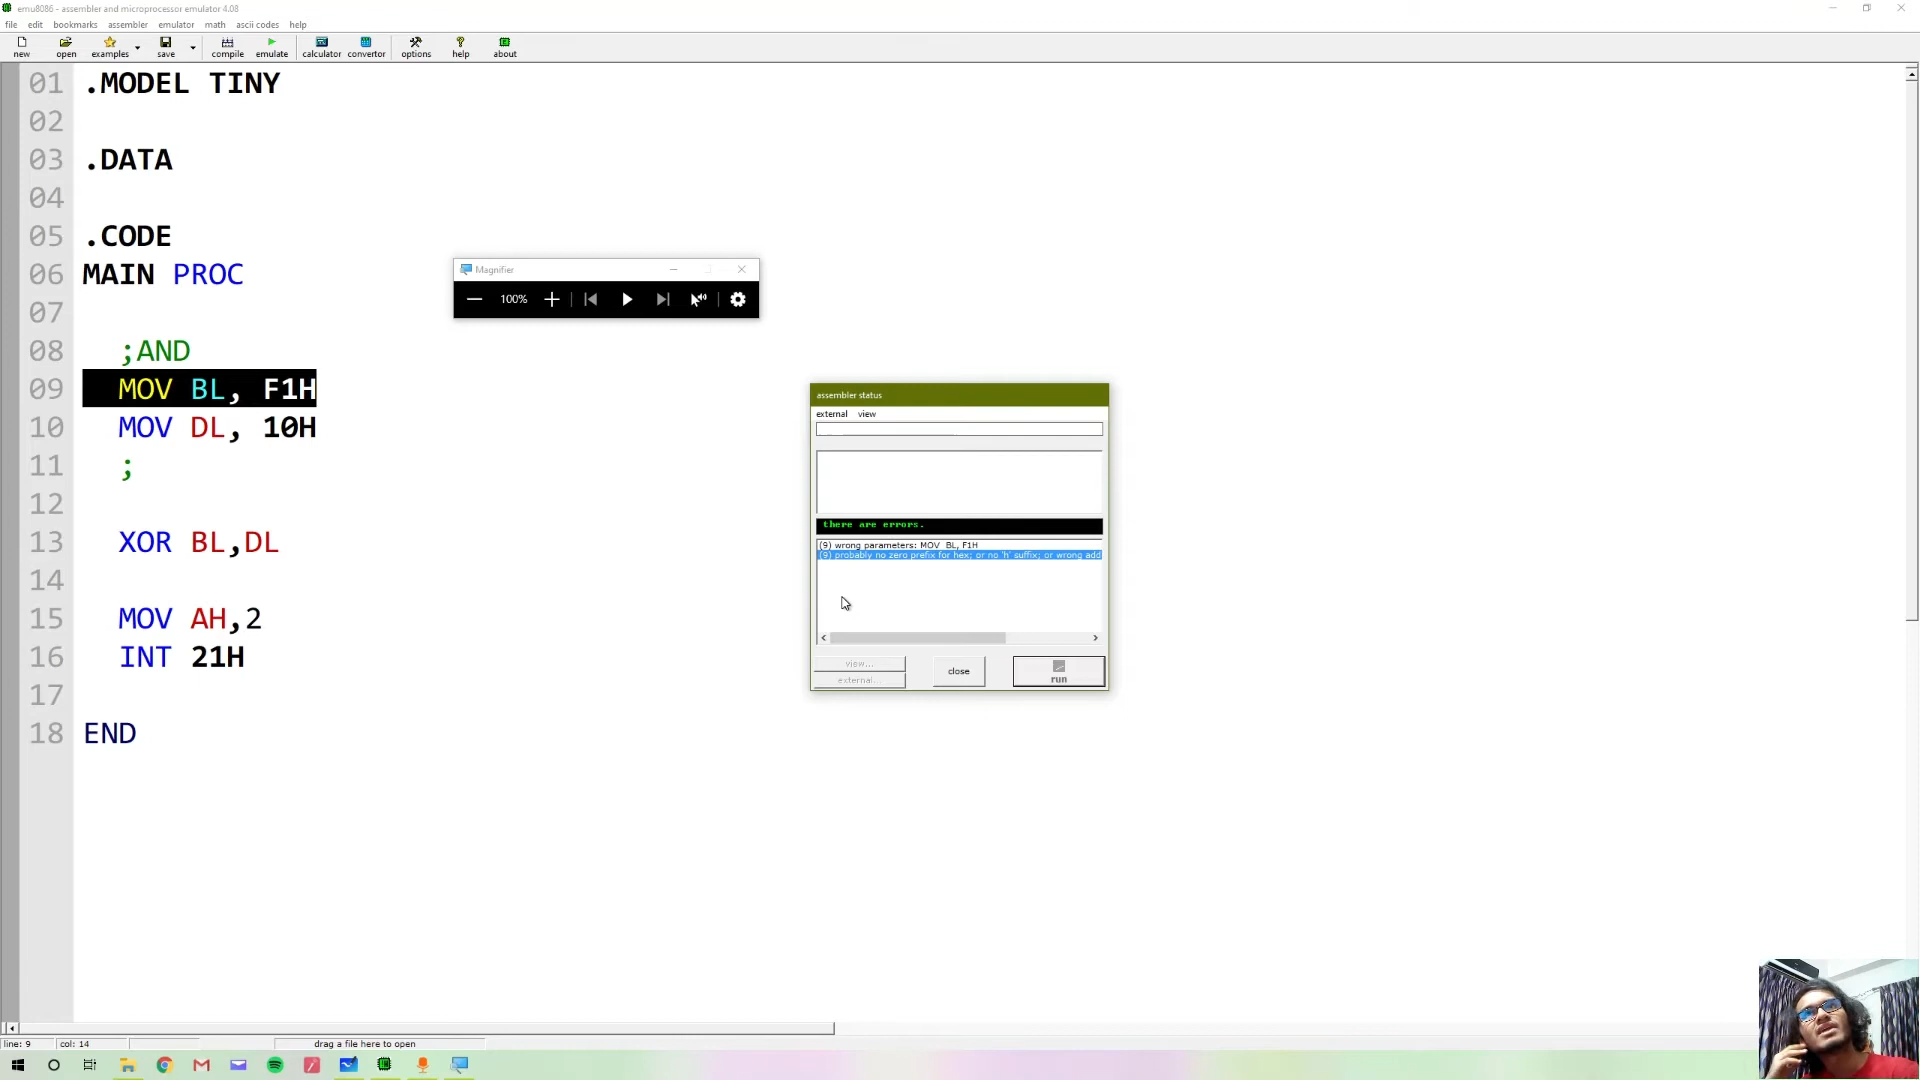 emu8086 - assembler and microprocessor emulator 4.08
file edit bookmarks assembler emulator math ascii codes help
new open examples save compile emulate calculator convertor options help about
01 .MODEL TINY
02
03 .DATA
04
05 .CODE
06 MAIN PROC
07
08 ;AND
09 MOV BL, F1H
10 MOV DL, 10H
11 ;
12
13 XOR BL,DL
14
15 MOV AH,2
16 INT 21H
17
18 END
Magnifier
100%
assembler status
external view
there are errors.
(9) wrong parameters: MOV BL, F1H
(9) probably no zero prefix for hex; or no 'h' suffix; or wrong add
view...
external...
close
run
line: 9 col: 14 drag a file here to open